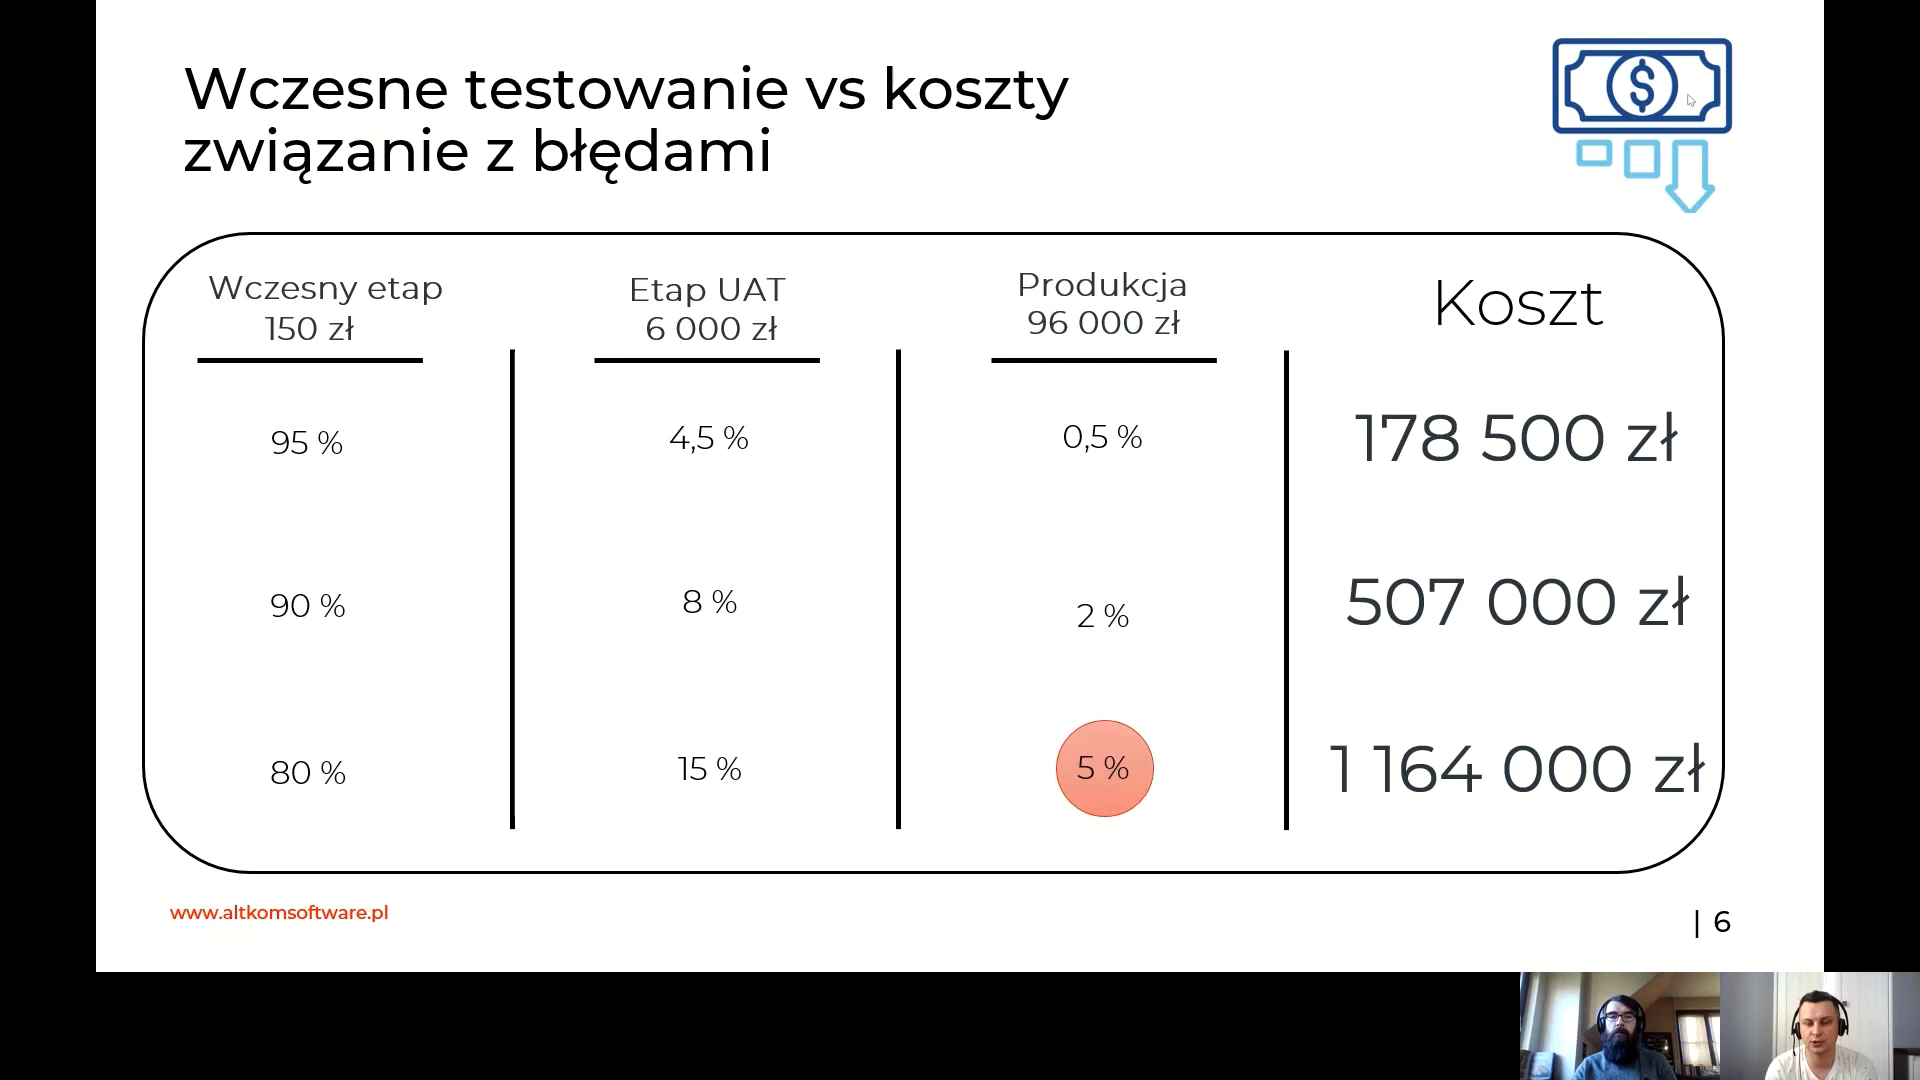 Wczesne testowanie vs koszty
związanie z błędami
$
Wczesny etap
150 zł
Etap UAT
6 000 zł
Produkcja
96 000 zł
Koszt
95 %
4,5 %
0,5 %
178 500 zł
90 %
8 %
2 %
507 000 zł
80 %
15 %
5 %
1 164 000 zł
www.altkomsoftware.pl
| 6